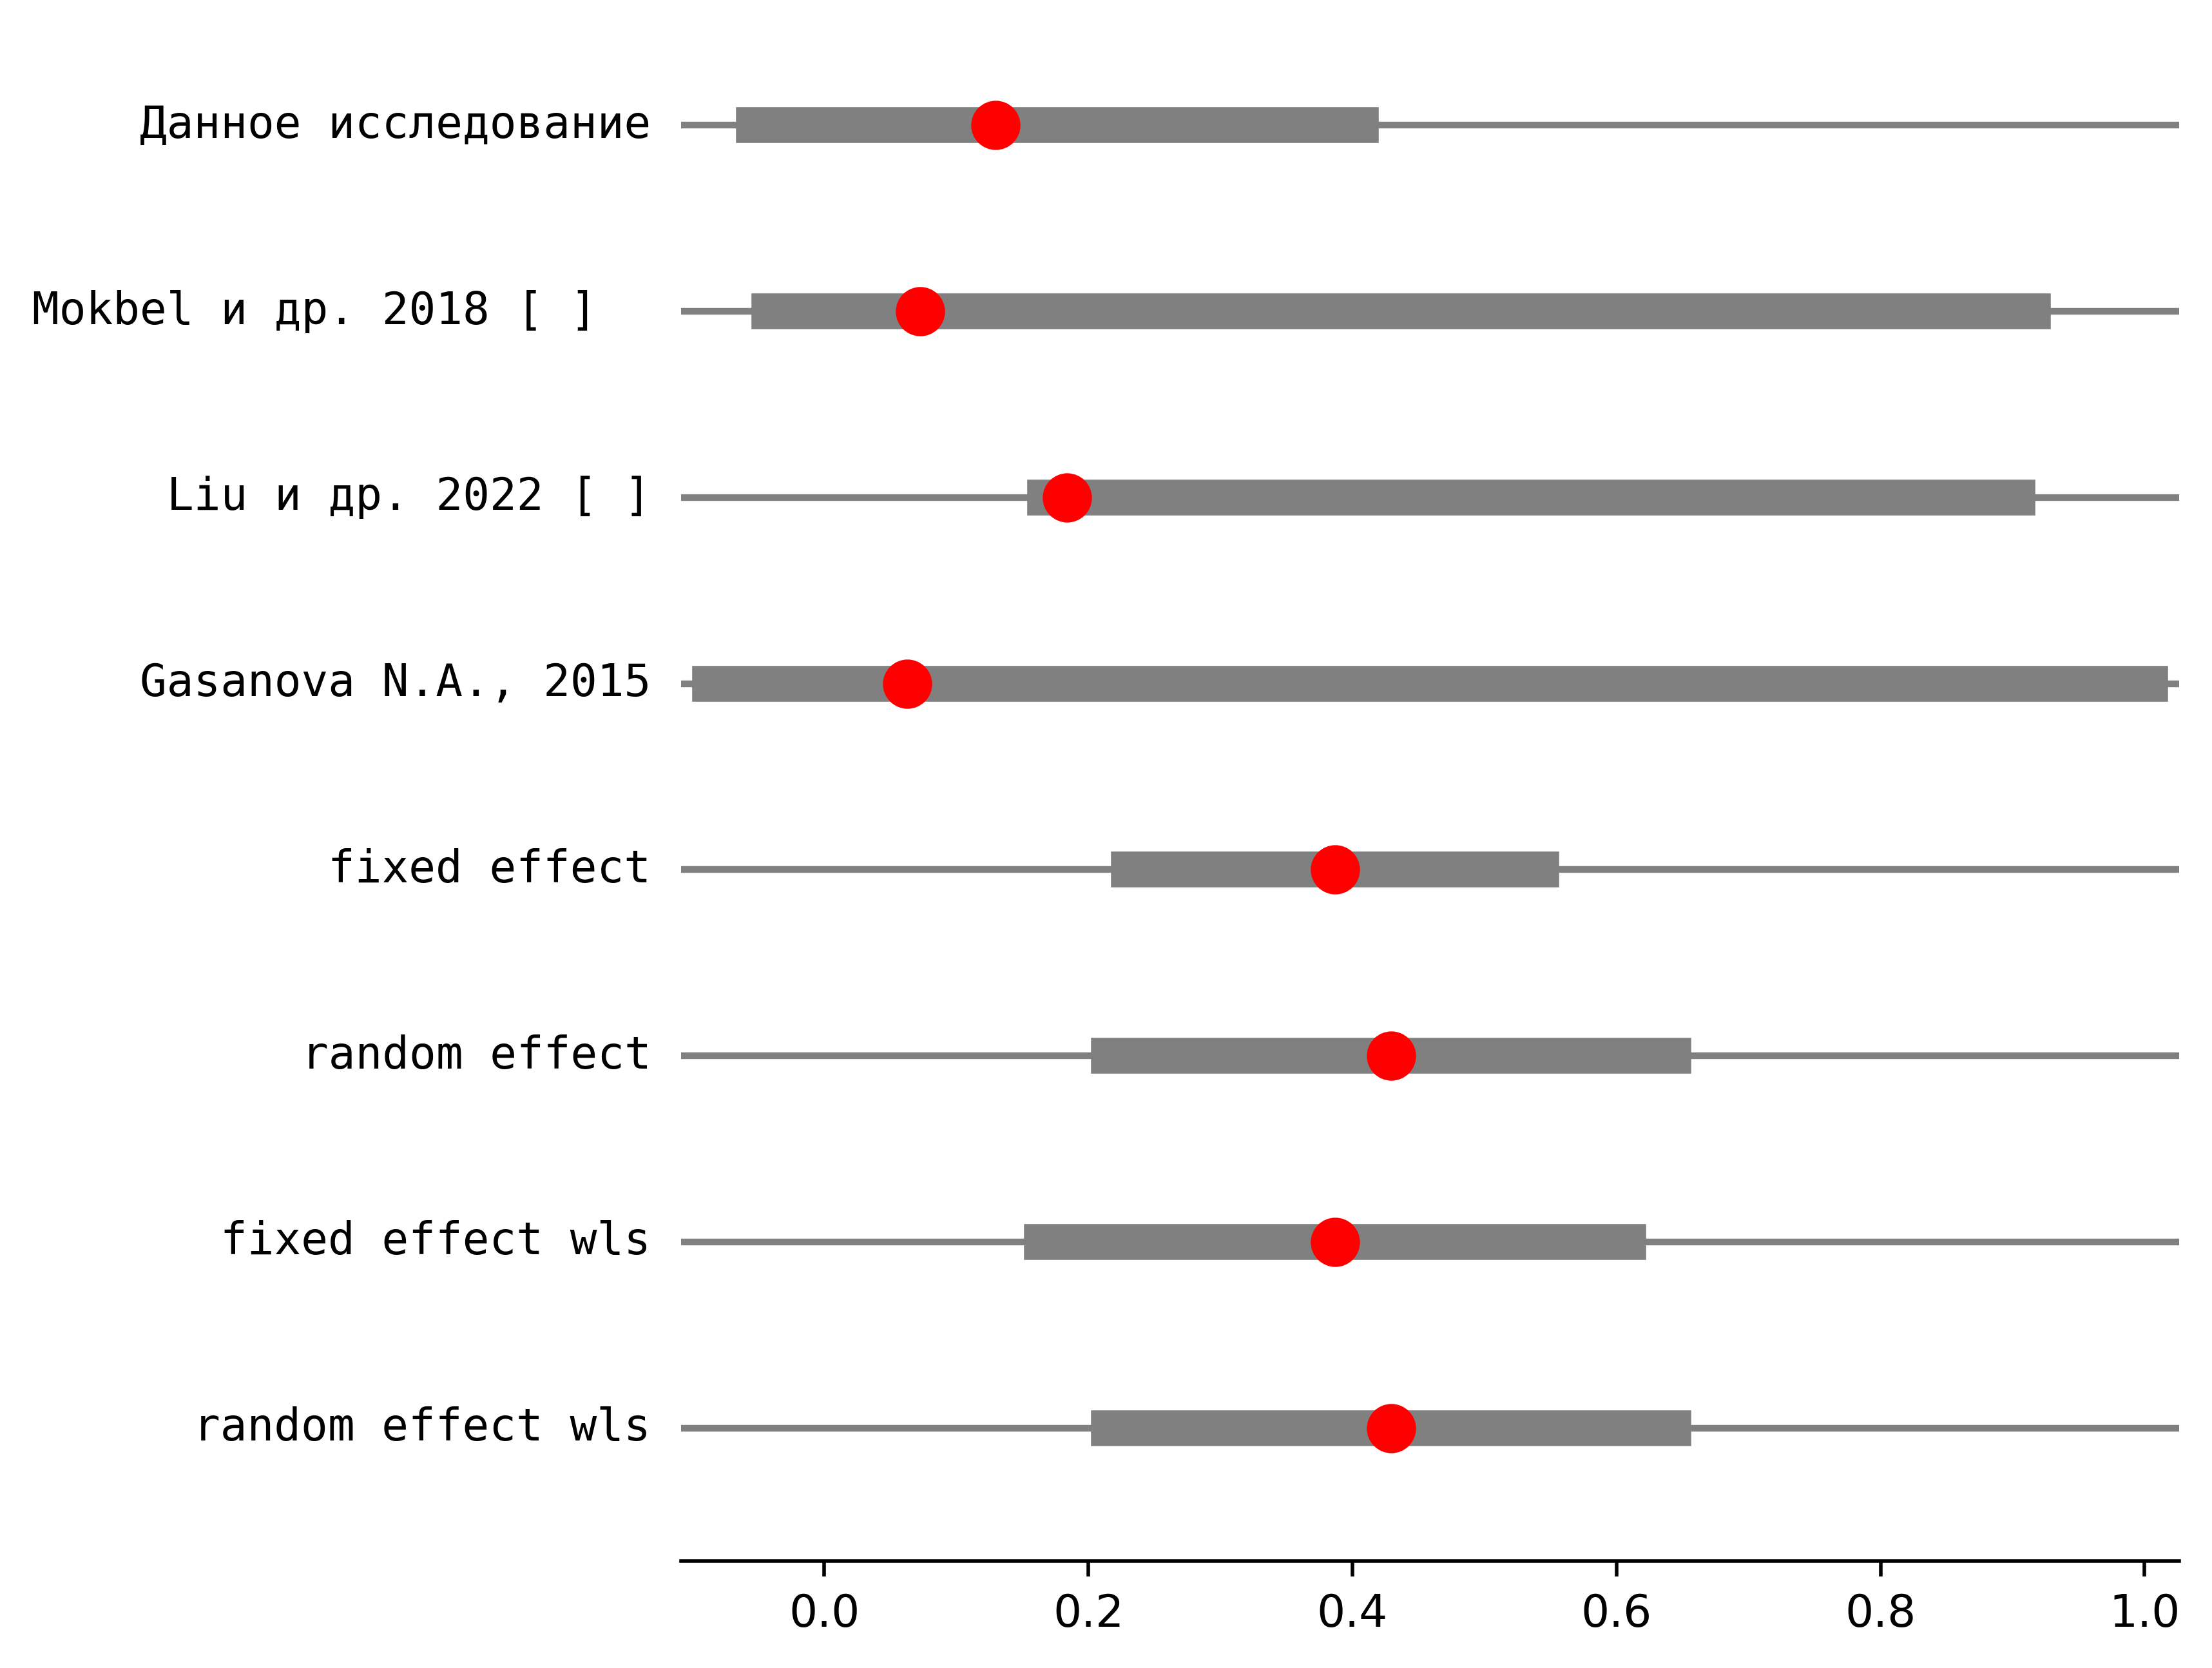 Данное исследование
Mokbel и др. 2018 [ ]
Liu и др. 2022 [ ]
Gasanova N.A., 2015
fixed effect
random effect
fixed effect wls
random effect wls
0.0 0.2 0.4 0.6 0.8 1.0